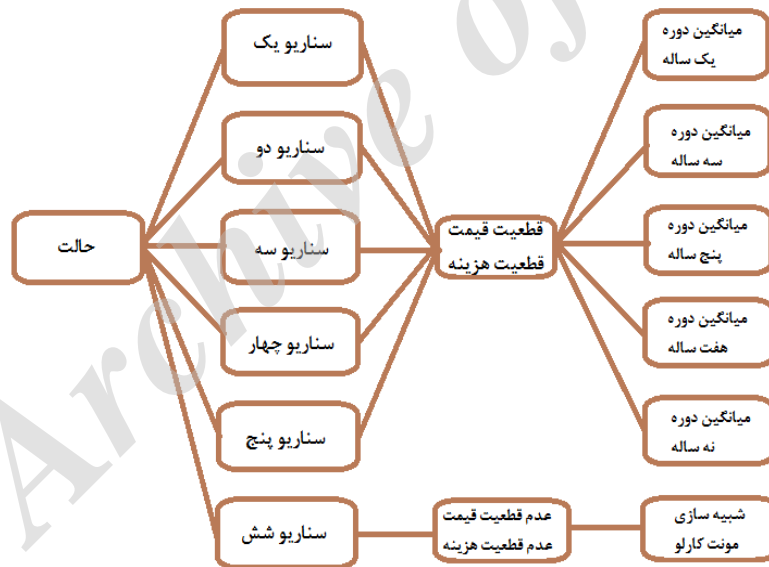 حالت
سناریو یک
سناریو دو
سناریو سه
سناریو چهار
سناریو پنج
سناریو شش
قطعیت قیمت
قطعیت هزینه
عدم قطعیت قیمت
عدم قطعیت هزینه
میانگین دوره
یک ساله
میانگین دوره
سه ساله
میانگین دوره
پنج ساله
میانگین دوره
هفت ساله
میانگین دوره
نه ساله
شبیه سازی
مونت کارلو
Archive of